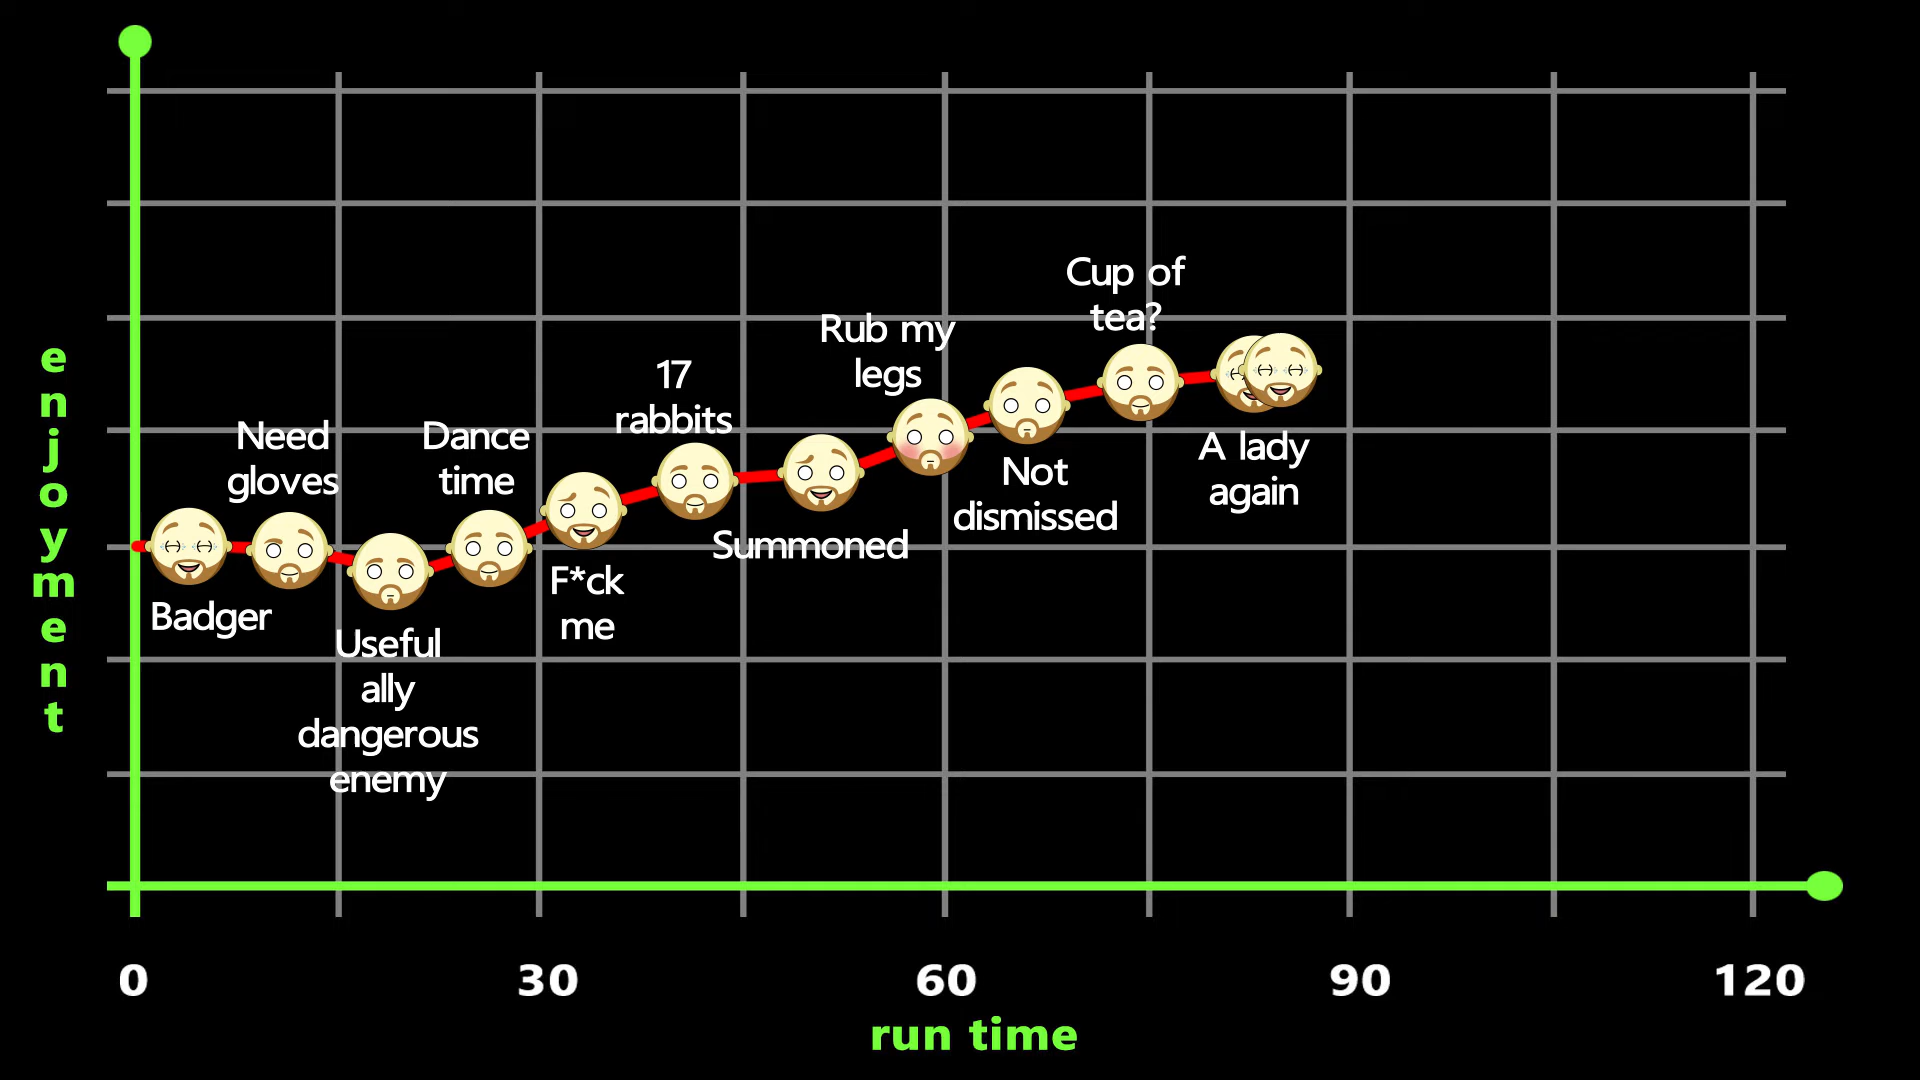 enjoyment
Cup of
tea?
Rub my
legs
17
rabbits
Need
gloves
Dance
time
A lady
again
Not
dismissed
Summoned
F*ck
me
Badger
Useful
ally
dangerous
enemy
0
30
60
90
120
run time